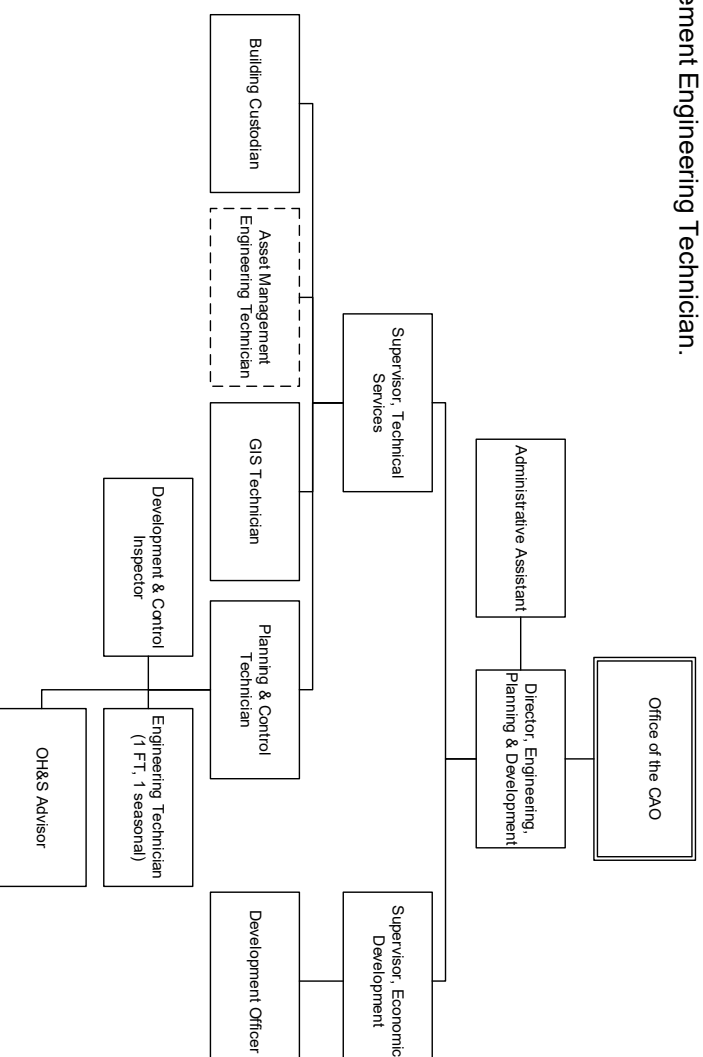 ement Engineering Technician.
Office of the CAO
Administrative Assistant
Director, Engineering,
Planning & Development
Supervisor, Technical
Services
Supervisor, Economic
Development
Building Custodian
Asset Management
Engineering Technician
GIS Technician
Planning & Control
Technician
Development Officer
Development & Control
Inspector
Engineering Technician
(1 FT, 1 seasonal)
OH&S Advisor